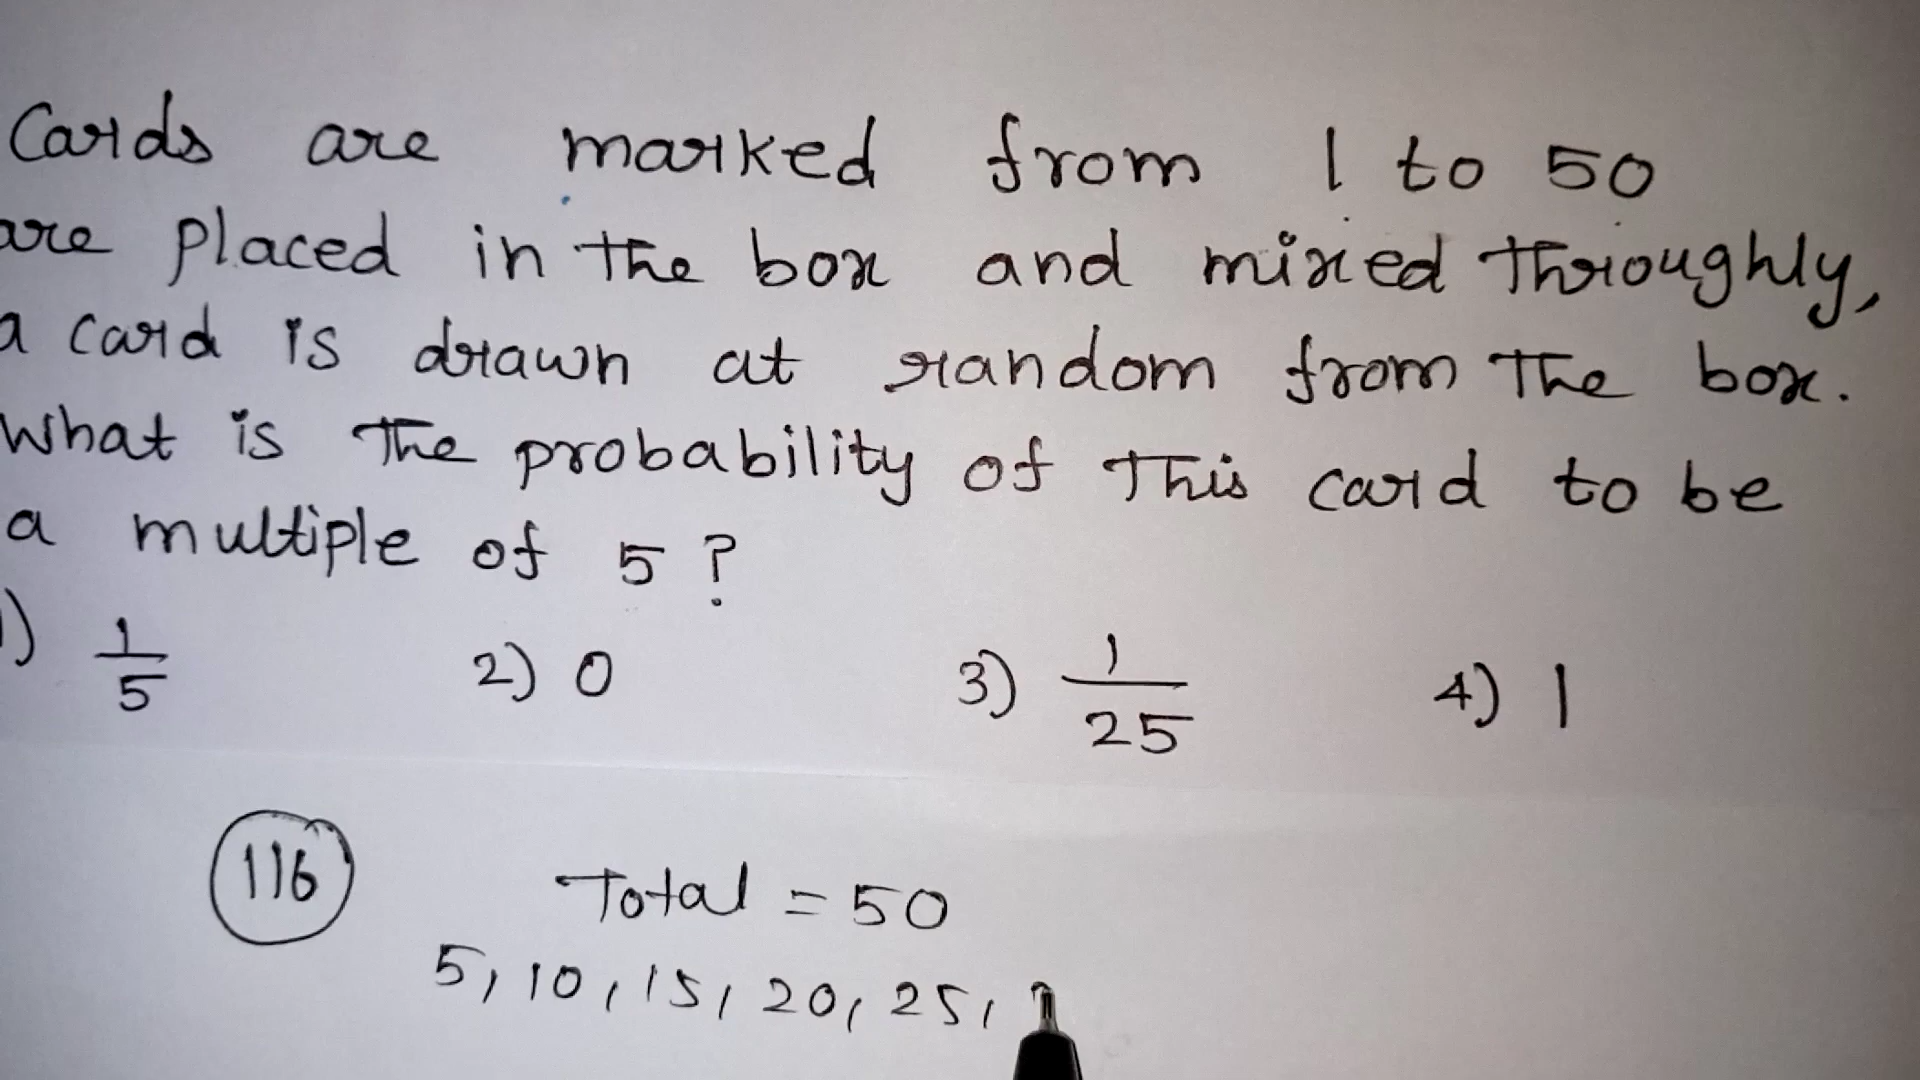 Cards are marked from 1 to 50
are placed in the box and mixed throughly,
a card is drawn at random from the box.
What is the probability of this card to be
a multiple of 5 ?
1) 1/5 2) 0 3) 1/25 4) 1
116 Total = 50
5, 10, 15, 20, 25,